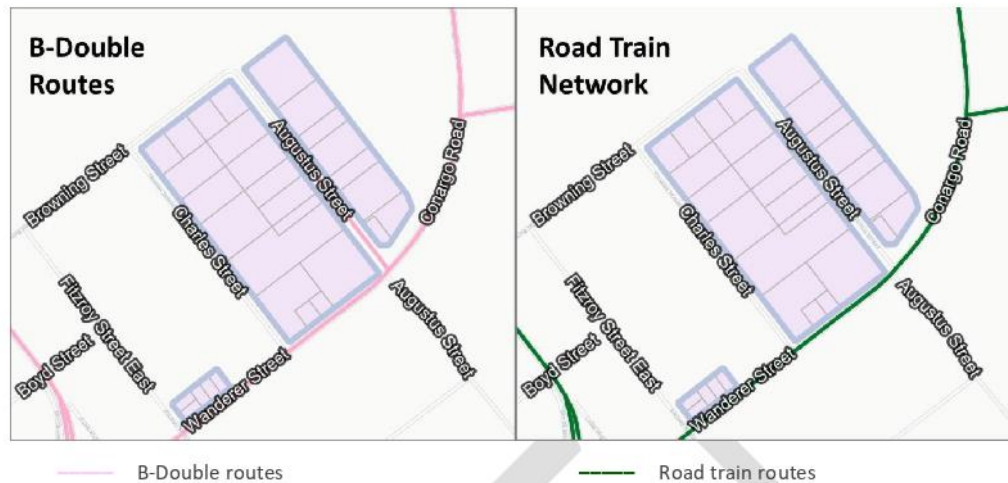 B-Double
Routes
Browning Street
Augustus Street
Conargo Road
Charles Street
Fitzroy Street East
Boyd Street
Augustus Street
Wanderer Street
Road Train
Network
Browning Street
Augustus Street
Conargo Road
Charles Street
Fitzroy Street East
Boyd Street
Augustus Street
Wanderer Street
B-Double routes
Road train routes